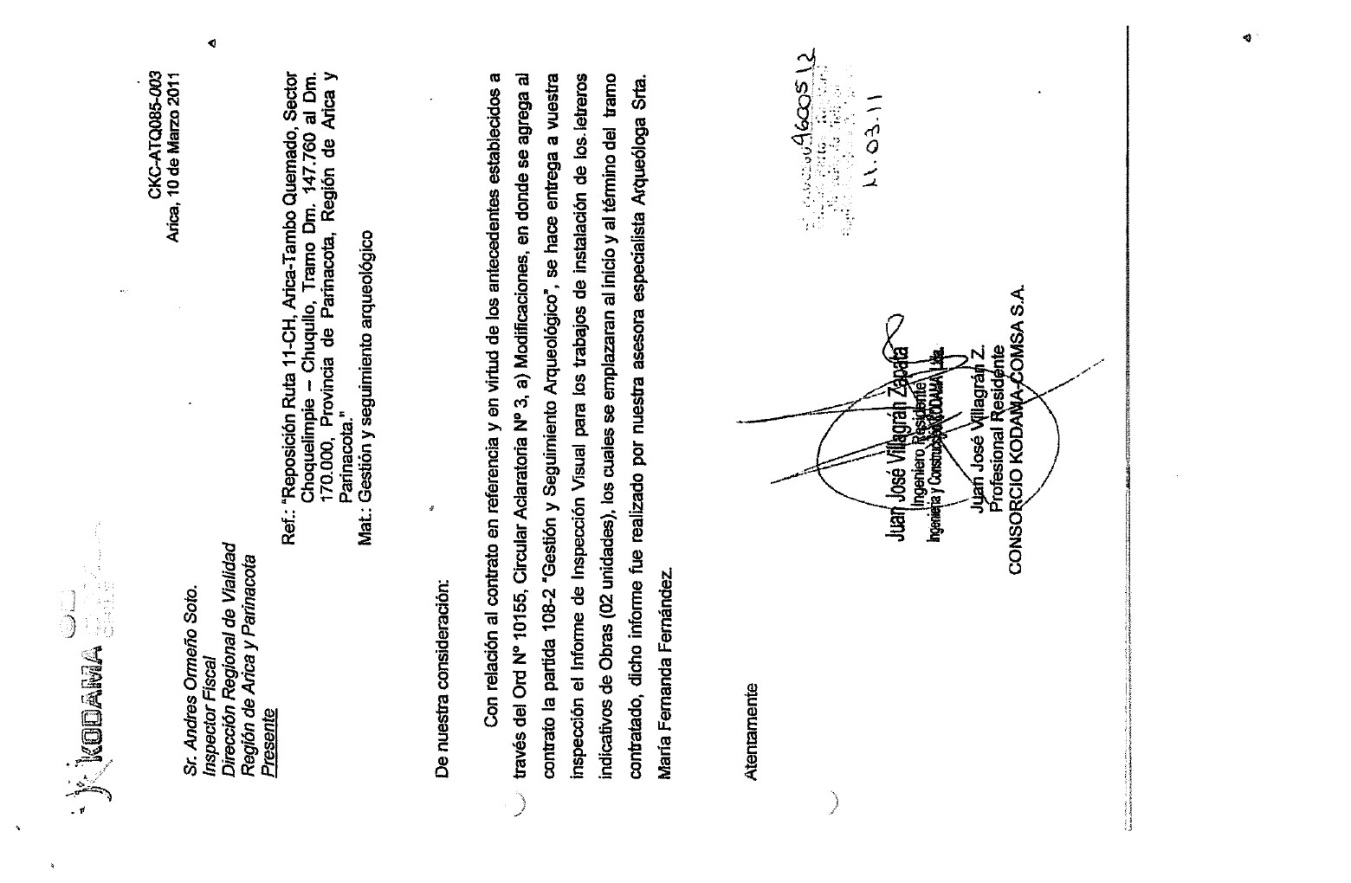 KODAMA
CKC-ATQ085-003
Arica, 10 de Marzo 2011
Sr. Andres Ormeño Soto.
Inspector Fiscal
Dirección Regional de Vialidad
Región de Arica y Parinacota
Presente
Ref.: "Reposición Ruta 11-CH, Arica-Tambo Quemado, Sector
Choquelimpie – Chuquilo, Tramo Dm. 147.760 al Dm.
170.000, Provincia de Parinacota, Región de Arica y
Parinacota."
Mat.: Gestión y seguimiento arqueológico
De nuestra consideración:
Con relación al contrato en referencia y en virtud de los antecedentes establecidos a
través del Ord Nº 10155, Circular Aclaratoria Nº 3, a) Modificaciones, en donde se agrega al
contrato la partida 108-2 "Gestión y Seguimiento Arqueológico", se hace entrega a vuestra
inspección el Informe de Inspección Visual para los trabajos de instalación de los letreros
indicativos de Obras (02 unidades), los cuales se emplazaran al inicio y al término del tramo
contratado, dicho informe fue realizado por nuestra asesora especialista Arqueóloga Srta.
María Fernanda Fernández.
Atentamente
11.03.11
Juan José Villagrán Zapata
Ingeniero Residente
Ingeniería y Construcción KODAMA Ltda.
Juan José Villagrán Z.
Profesional Residente
CONSORCIO KODAMA-COMSA S.A.